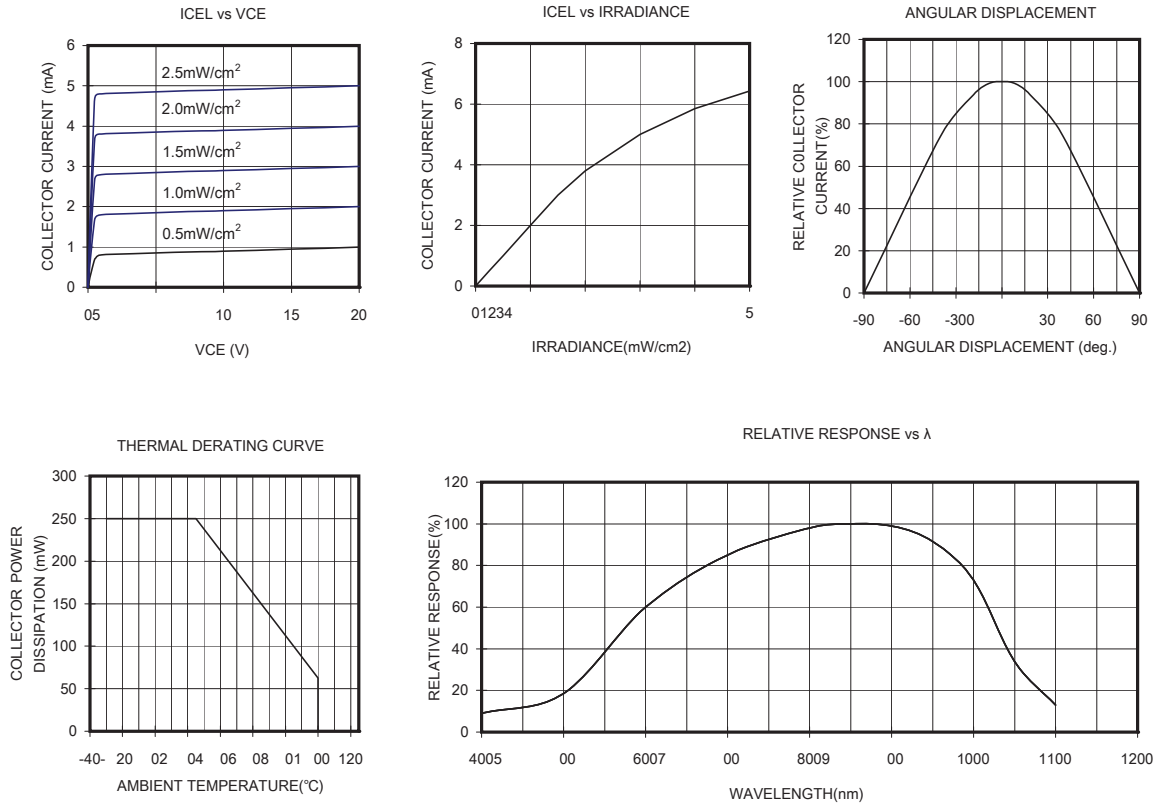 ICEL vs VCE
COLLECTOR CURRENT (mA)
6
5
4
3
2
1
0
2.5mW/cm²
2.0mW/cm²
1.5mW/cm²
1.0mW/cm²
0.5mW/cm²
05 10 15 20
VCE (V)
ICEL vs IRRADIANCE
COLLECTOR CURRENT (mA)
8
6
4
2
0
01234 5
IRRADIANCE(mW/cm2)
ANGULAR DISPLACEMENT
RELATIVE C0LLECTOR
CURRENT(%)
120
100
80
60
40
20
0
-90 -60 -300 30 60 90
ANGULAR DISPLACEMENT (deg.)
THERMAL DERATING CURVE
COLLECTOR POWER
DISSIPATION (mW)
300
250
200
150
100
50
0
-40- 20 02 04 06 08 01 00 120
AMBIENT TEMPERATURE(°C)
RELATIVE RESPONSE vs λ
RELATIVE RESPONSE(%)
120
100
80
60
40
20
0
4005 00 6007 00 8009 00 1000 1100 1200
WAVELENGTH(nm)